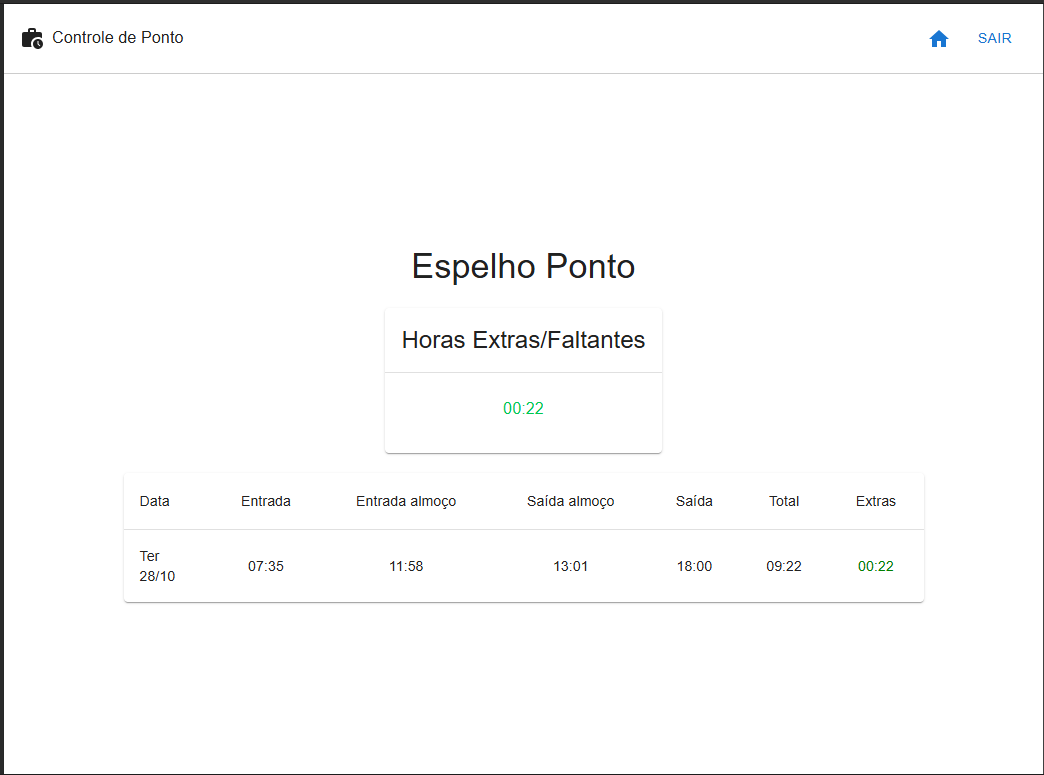 Controle de Ponto SAIR
Espelho Ponto
Horas Extras/Faltantes
00:22
Data Entrada Entrada almoço Saída almoço Saída Total Extras
Ter
28/10 07:35 11:58 13:01 18:00 09:22 00:22